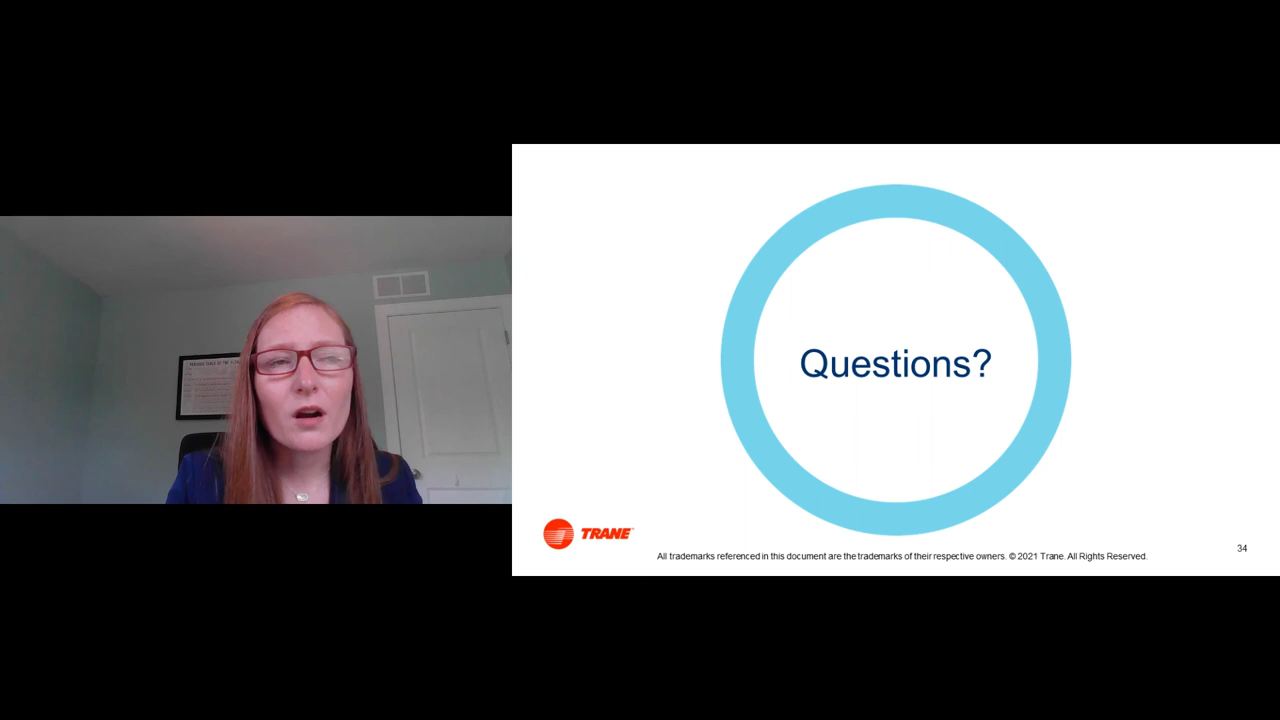 Questions?
TRANE
All trademarks referenced in this document are the trademarks of their respective owners. © 2021 Trane. All Rights Reserved.
34